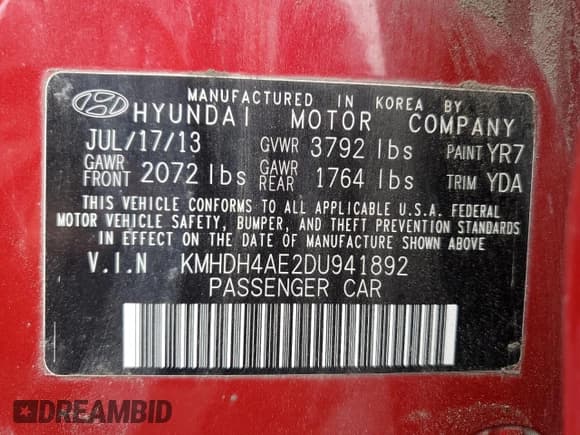 MANUFACTURED IN KOREA BY
HYUNDAI MOTOR COMPANY
JUL/17/13 GVWR 3792 lbs PAINT YR7
GAWR FRONT 2072 lbs GAWR REAR 1764 lbs TRIM YDA
THIS VEHICLE CONFORMS TO ALL APPLICABLE U.S.A. FEDERAL
MOTOR VEHICLE SAFETY, BUMPER, AND THEFT PREVENTION STANDARDS
IN EFFECT ON THE DATE OF MANUFACTURE SHOWN ABOVE.
V.I.N KMHDH4AE2DU941892
PASSENGER CAR
DREAMBID